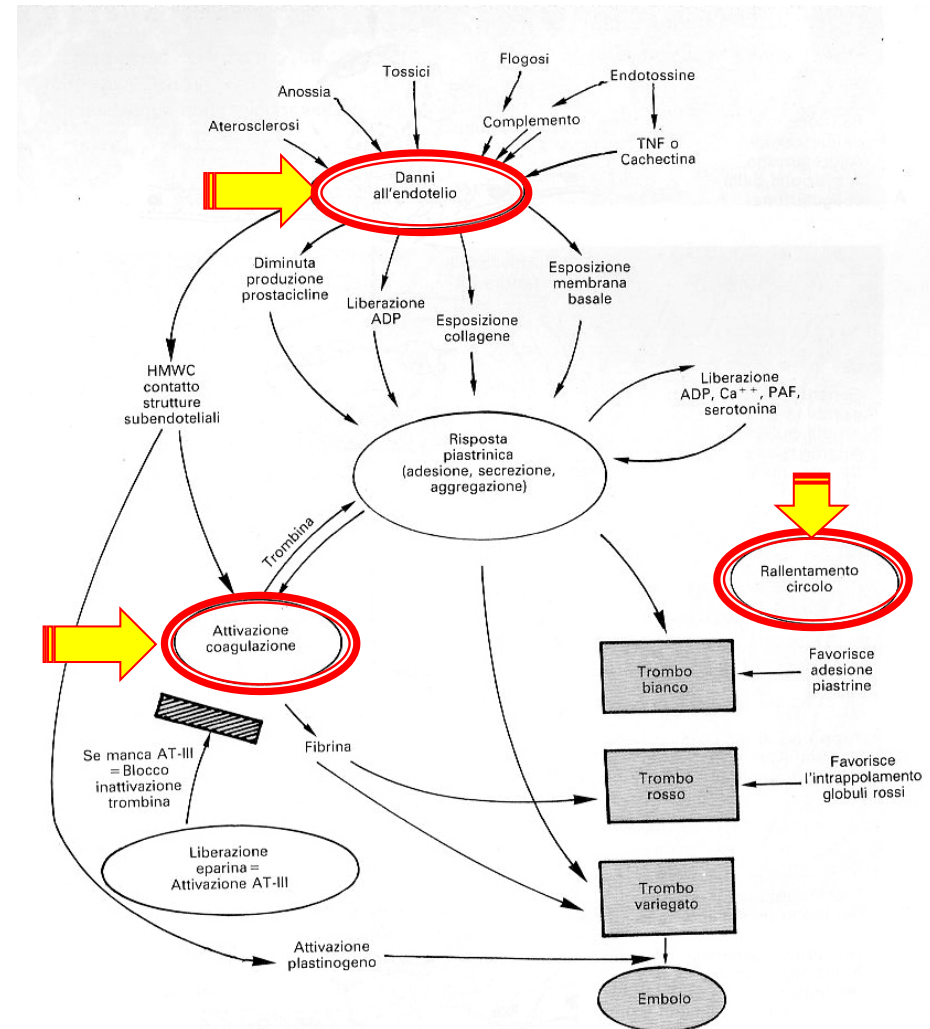 Flogosi
Tossici
Endotossine
Anossia
Complemento
Aterosclerosi
TNF o
Cachectina
Danni
all'endotelio
Diminuta
produzione
prostacicline
Liberazione
ADP
Esposizione
collagene
Esposizione
membrana
basale
HMWC
contatto
strutture
subendoteliali
Liberazione
ADP, Ca++, PAF,
serotonina
Risposta
piastrinica
(adesione, secrezione,
aggregazione)
Trombina
Rallentamento
circolo
Attivazione
coagulazione
Trombo
bianco
Favorisce
adesione
piastrine
Se manca AT-III
= Blocco
inattivazione
trombina
Fibrina
Trombo
rosso
Favorisce
l'intrappolamento
globuli rossi
Liberazione
eparina =
Attivazione AT-III
Trombo
variegato
Attivazione
plastinogeno
Embolo